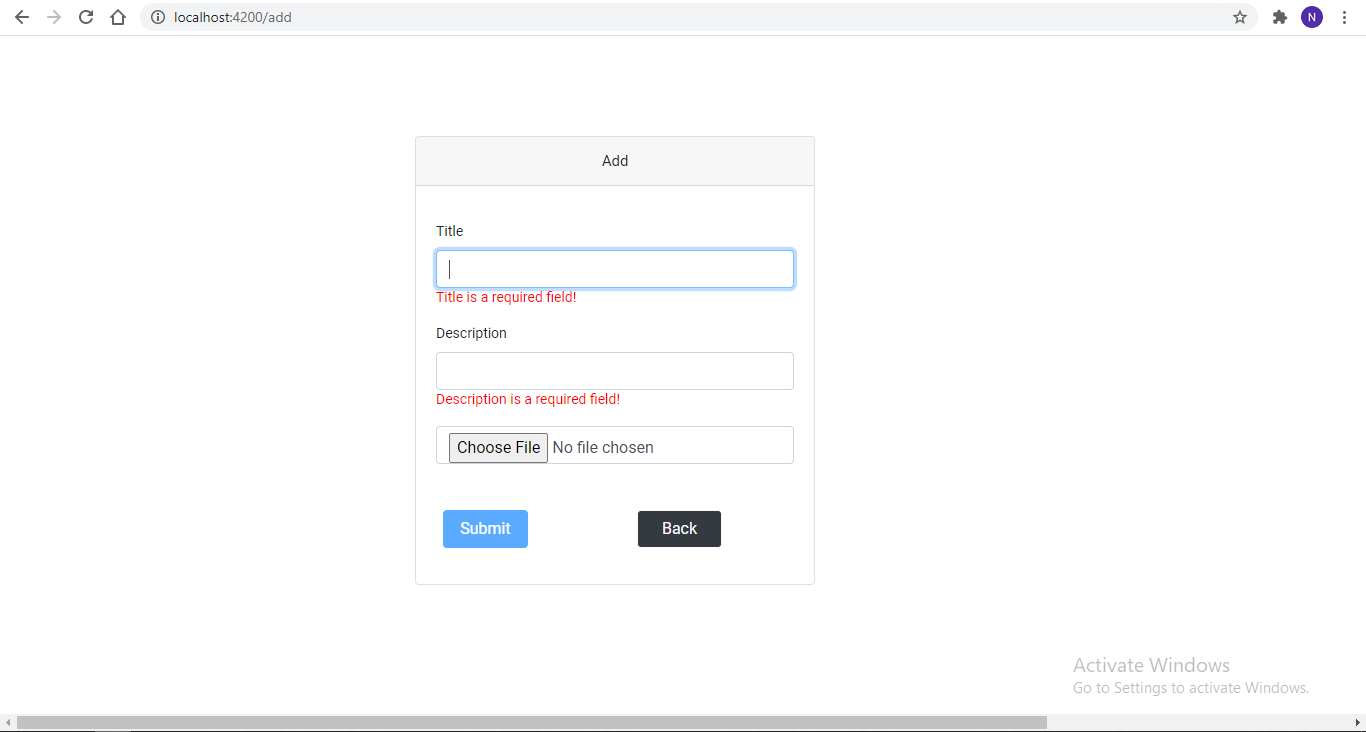 localhost:4200/add
N
Add
Title
Title is a required field!
Description
Description is a required field!
Choose File No file chosen
Submit Back
Activate Windows
Go to Settings to activate Windows.